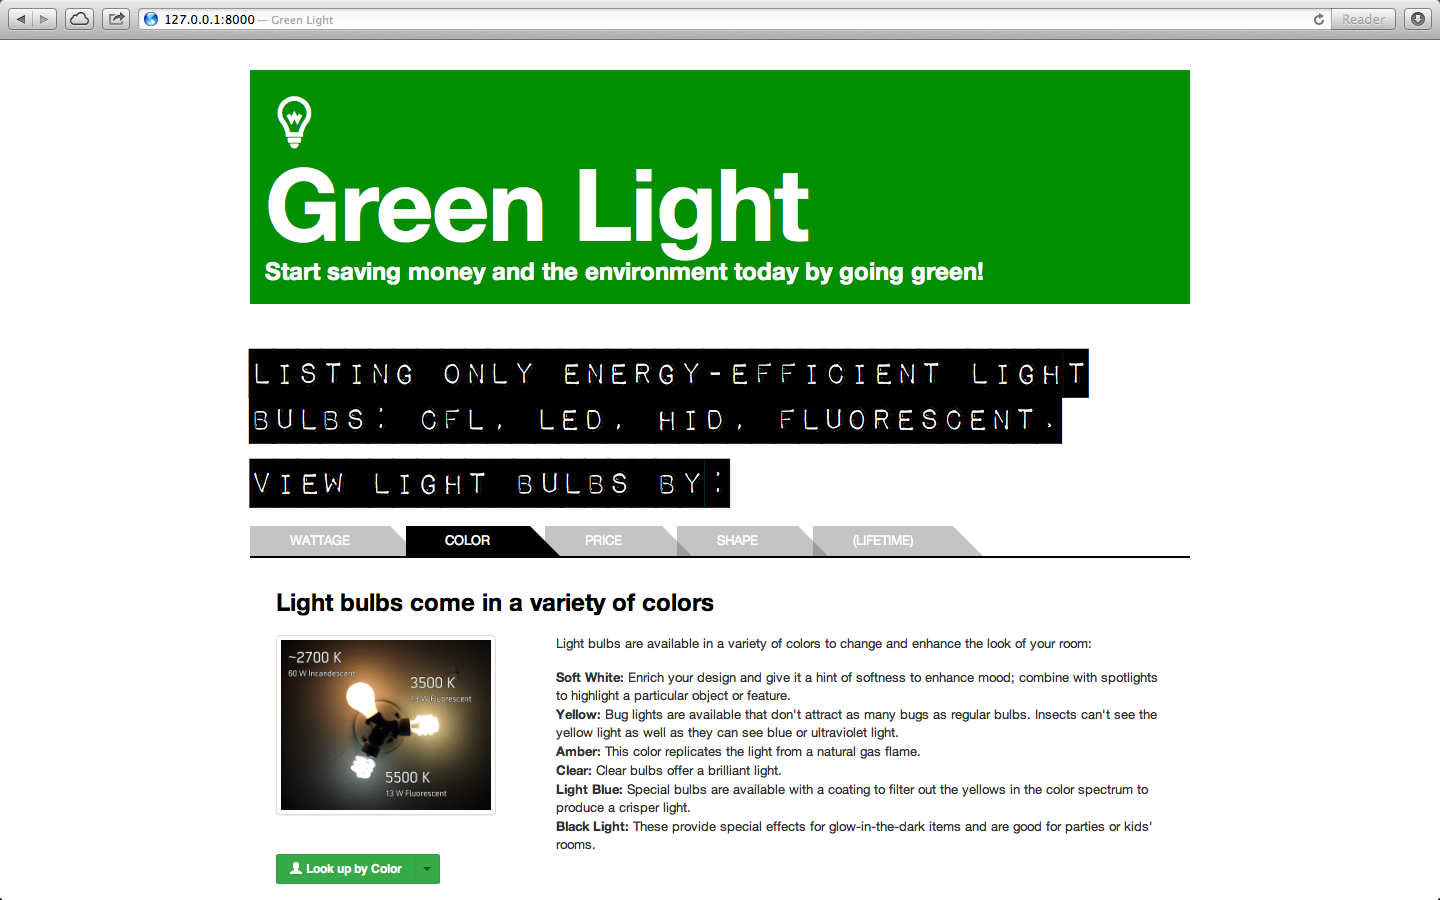 127.0.0.1:8000 — Green Light
Reader
W
Green Light
Start saving money and the environment today by going green!
LISTING ONLY ENERGY-EFFICIENT LIGHT
BULBS: CFL, LED, HID, FLUORESCENT.
VIEW LIGHT BULBS BY:
WATTAGE COLOR PRICE SHAPE (LIFETIME)
Light bulbs come in a variety of colors
~2700 K
60 W Incandescent
3500 K
13 W Fluorescent
5500 K
13 W Fluorescent
Light bulbs are available in a variety of colors to change and enhance the look of your room:
Soft White: Enrich your design and give it a hint of softness to enhance mood; combine with spotlights
to highlight a particular object or feature.
Yellow: Bug lights are available that don't attract as many bugs as regular bulbs. Insects can't see the
yellow light as well as they can see blue or ultraviolet light.
Amber: This color replicates the light from a natural gas flame.
Clear: Clear bulbs offer a brilliant light.
Light Blue: Special bulbs are available with a coating to filter out the yellows in the color spectrum to
produce a crisper light.
Black Light: These provide special effects for glow-in-the-dark items and are good for parties or kids'
rooms.
Look up by Color